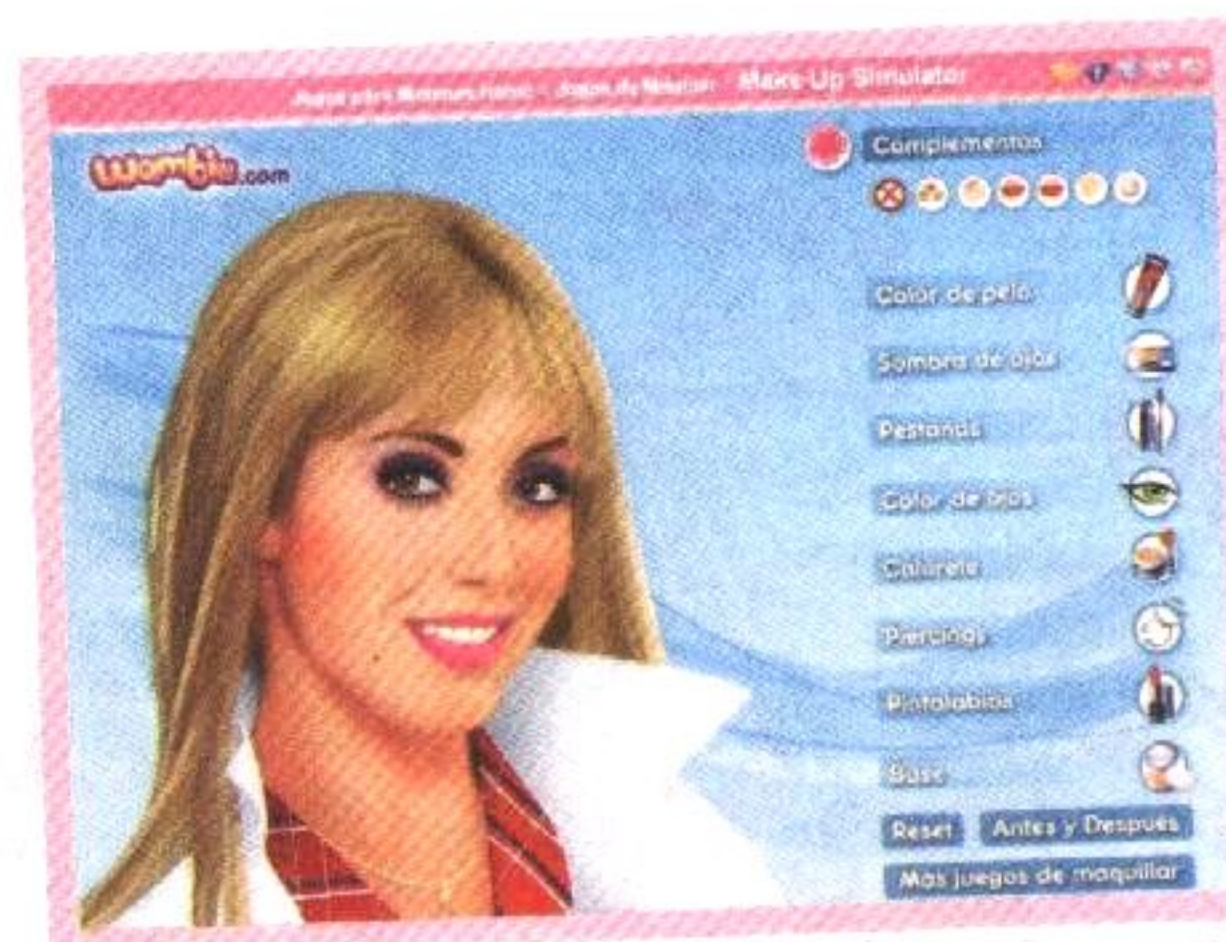 Make-Up Simulator
.com
Complementos
Color de pelo
Sombra de ojos
Pestañas
Color de ojos
Colorete
Piercings
Pintalabios
Base
Reset
Antes y Después
Mas juegos de maquillar